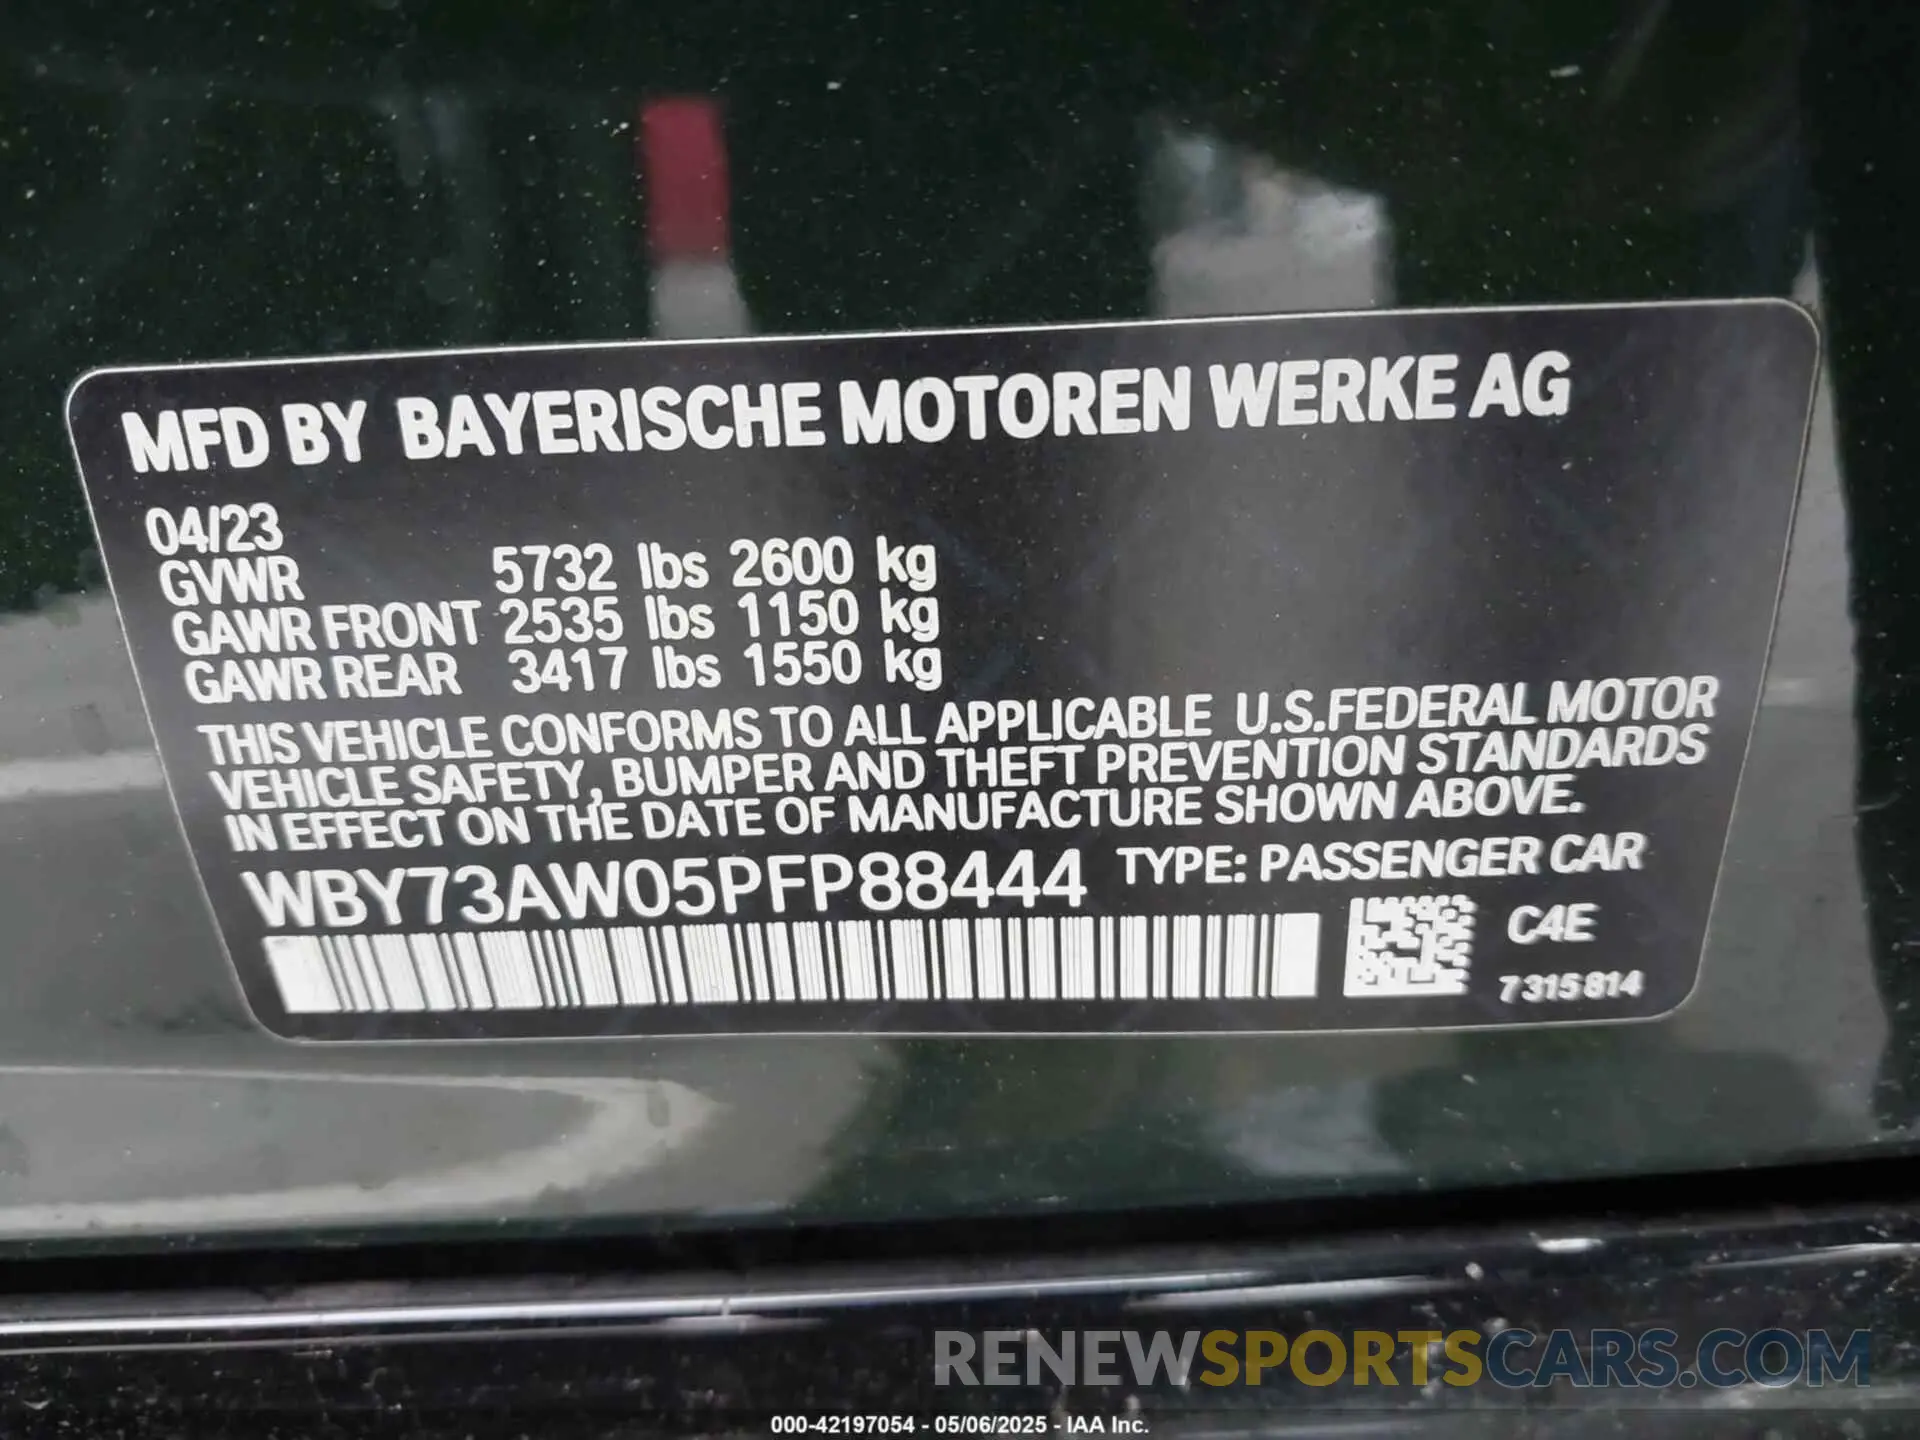 MFD BY BAYERISCHE MOTOREN WERKE AG
04/23
GVWR 5732 lbs 2600 kg
GAWR FRONT 2535 lbs 1150 kg
GAWR REAR 3417 lbs 1550 kg
THIS VEHICLE CONFORMS TO ALL APPLICABLE U.S.FEDERAL MOTOR
VEHICLE SAFETY, BUMPER AND THEFT PREVENTION STANDARDS
IN EFFECT ON THE DATE OF MANUFACTURE SHOWN ABOVE.
WBY73AW05PFP88444 TYPE: PASSENGER CAR
C4E
7315814
RENEWSPORTSCARS.COM
000-42197054 - 05/06/2025 - IAA Inc.